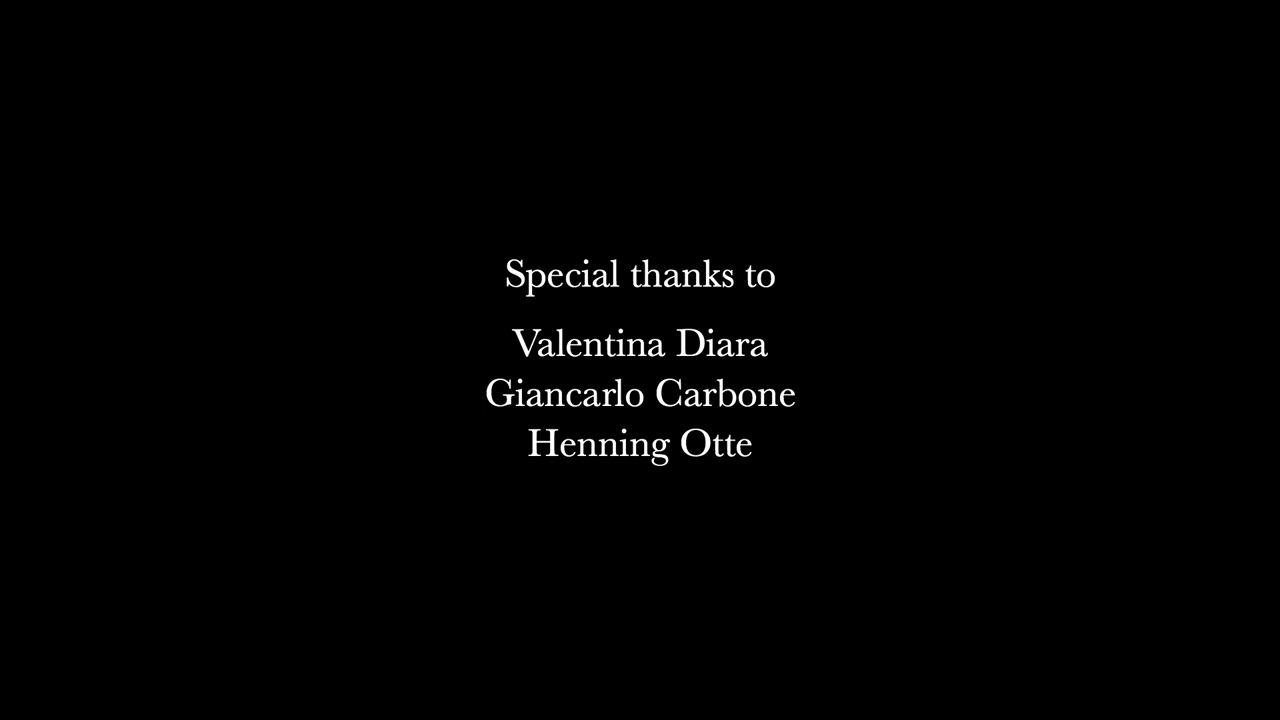 Special thanks to
Valentina Diara
Giancarlo Carbone
Henning Otte